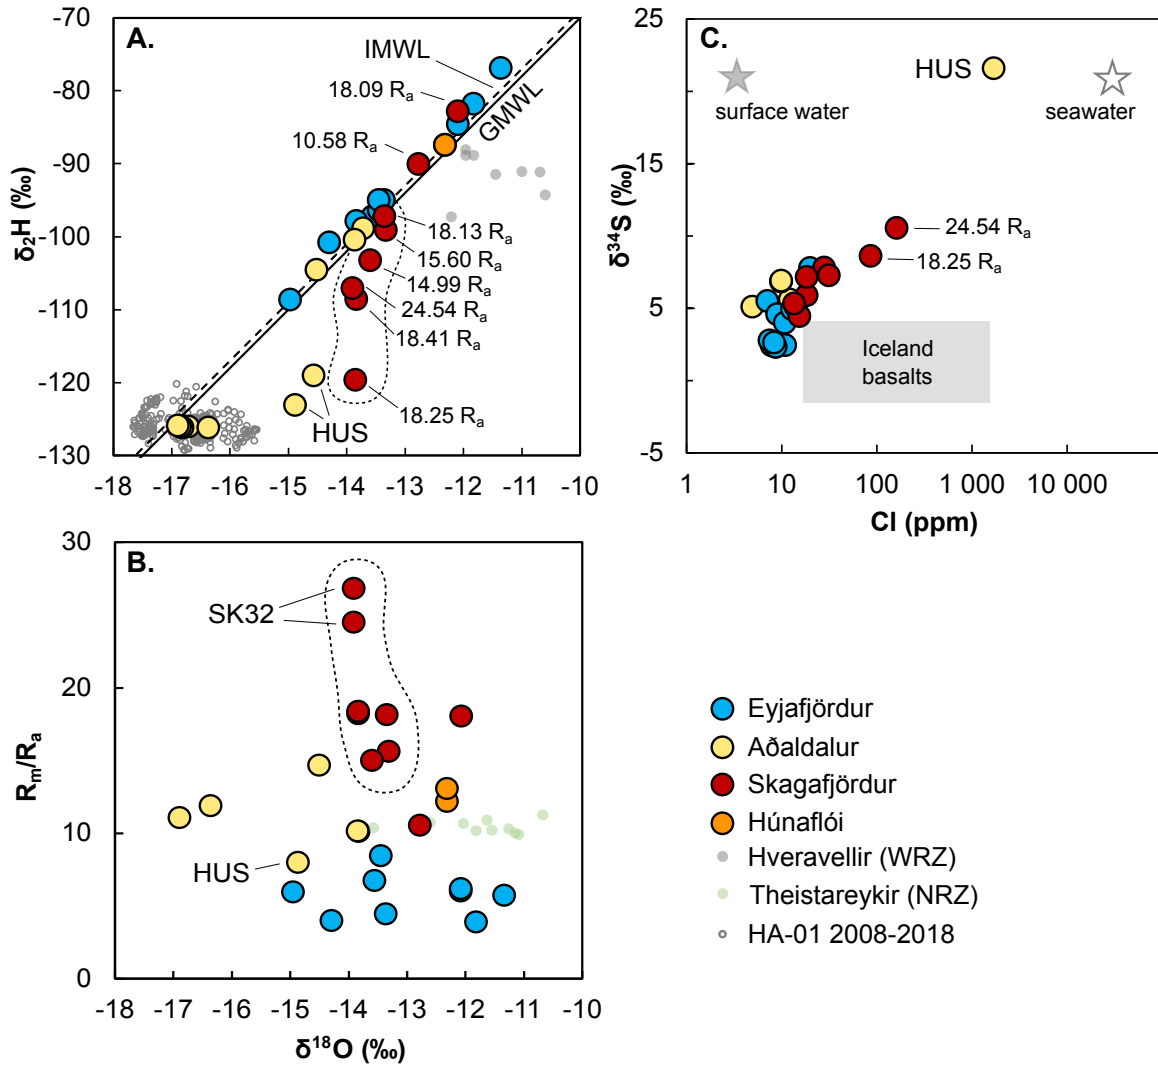 A.
-70
-80
-90
-100
-110
-120
-130
δ₂H (‰)
IMWL
GMWL
18.09 Rₐ
10.58 Rₐ
18.13 Rₐ
15.60 Rₐ
14.99 Rₐ
24.54 Rₐ
18.41 Rₐ
18.25 Rₐ
HUS
-18 -17 -16 -15 -14 -13 -12 -11 -10
C.
25
15
5
-5
δ³⁴S (‰)
HUS
surface water
seawater
24.54 Rₐ
18.25 Rₐ
Iceland
basalts
1 10 100 1 000 10 000
Cl (ppm)
B.
30
20
10
0
Rₘ/Rₐ
SK32
HUS
-18 -17 -16 -15 -14 -13 -12 -11 -10
δ¹⁸O (‰)
Eyjafjördur
Aðaldalur
Skagafjördur
Húnaflói
Hveravellir (WRZ)
Theistareykir (NRZ)
HA-01 2008-2018